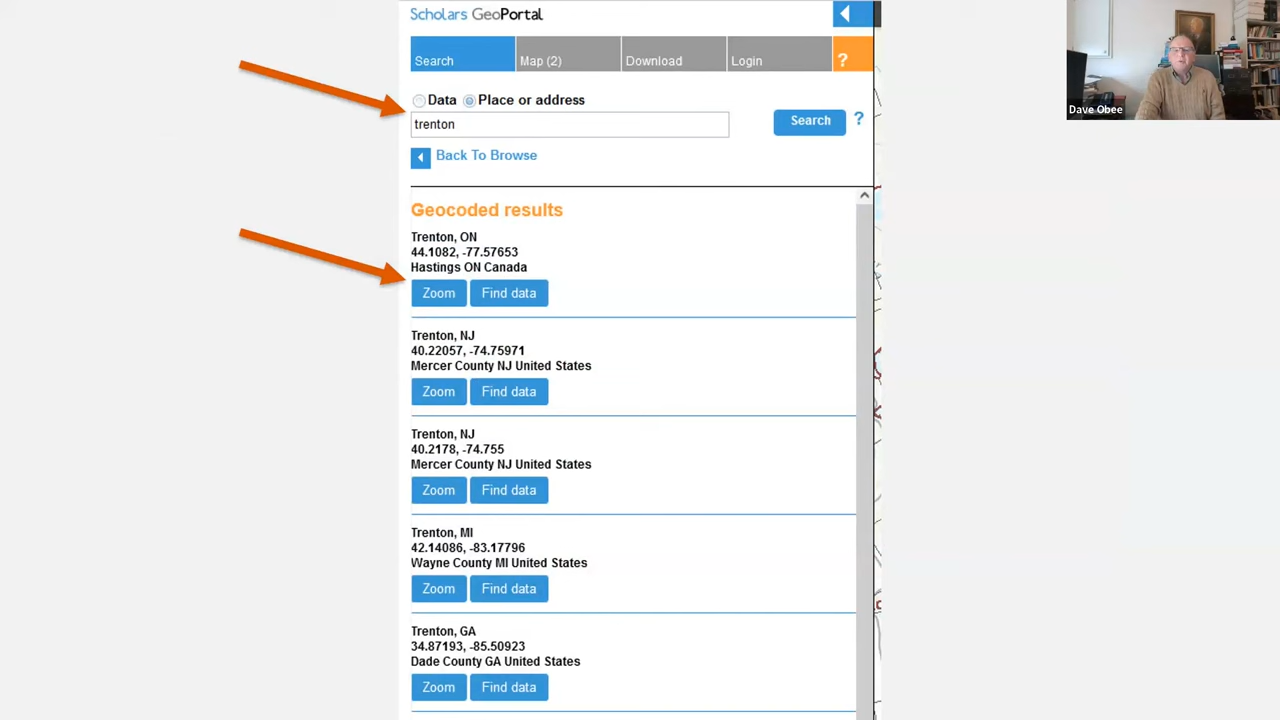 Scholars GeoPortal
Search
Map (2)
Download
Login
?
Data
Place or address
trenton
Search
?
Back To Browse
Geocoded results
Trenton, ON
44.1082, -77.57653
Hastings ON Canada
Zoom
Find data
Trenton, NJ
40.22057, -74.75971
Mercer County NJ United States
Zoom
Find data
Trenton, NJ
40.2178, -74.755
Mercer County NJ United States
Zoom
Find data
Trenton, MI
42.14086, -83.17796
Wayne County MI United States
Zoom
Find data
Trenton, GA
34.87193, -85.50923
Dade County GA United States
Zoom
Find data
Dave Obee